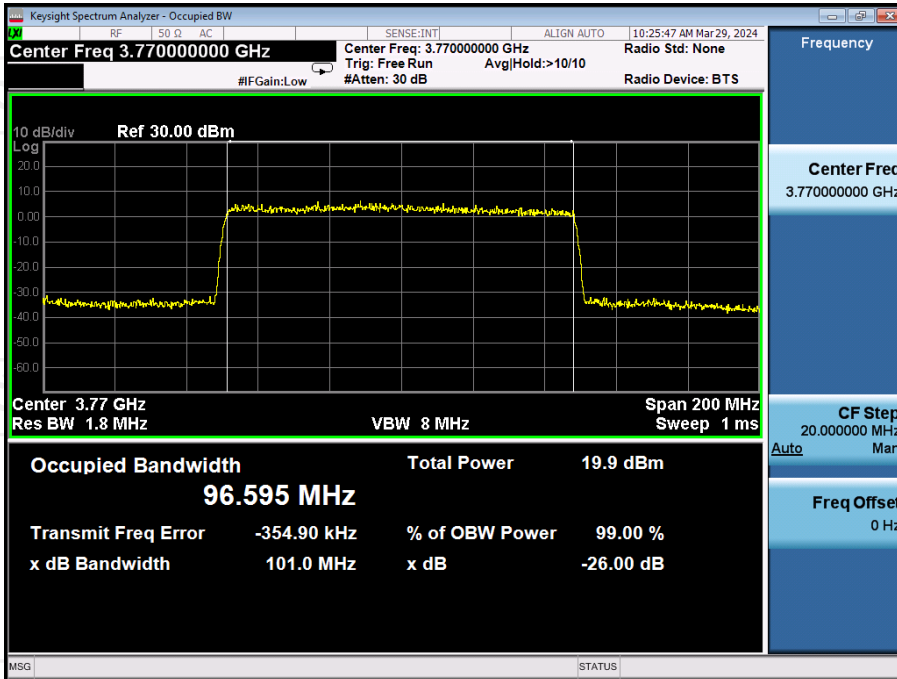 Keysight Spectrum Analyzer - Occupied BW
LXI RF 50 Ω AC SENSE:INT ALIGN AUTO 10:25:47 AM Mar 29, 2024
Center Freq 3.770000000 GHz Center Freq: 3.770000000 GHz Radio Std: None
Trig: Free Run Avg|Hold:>10/10
#IFGain:Low #Atten: 30 dB Radio Device: BTS
Frequency
10 dB/div Ref 30.00 dBm
Log
20.0
10.0
0.00
-10.0
-20.0
-30.0
-40.0
-50.0
-60.0
Center 3.77 GHz Span 200 MHz
Res BW 1.8 MHz VBW 8 MHz Sweep 1 ms
Occupied Bandwidth Total Power 19.9 dBm
96.595 MHz
Transmit Freq Error -354.90 kHz % of OBW Power 99.00 %
x dB Bandwidth 101.0 MHz x dB -26.00 dB
Center Freq
3.770000000 GHz
CF Step
20.000000 MHz
Auto Man
Freq Offset
0 Hz
MSG STATUS